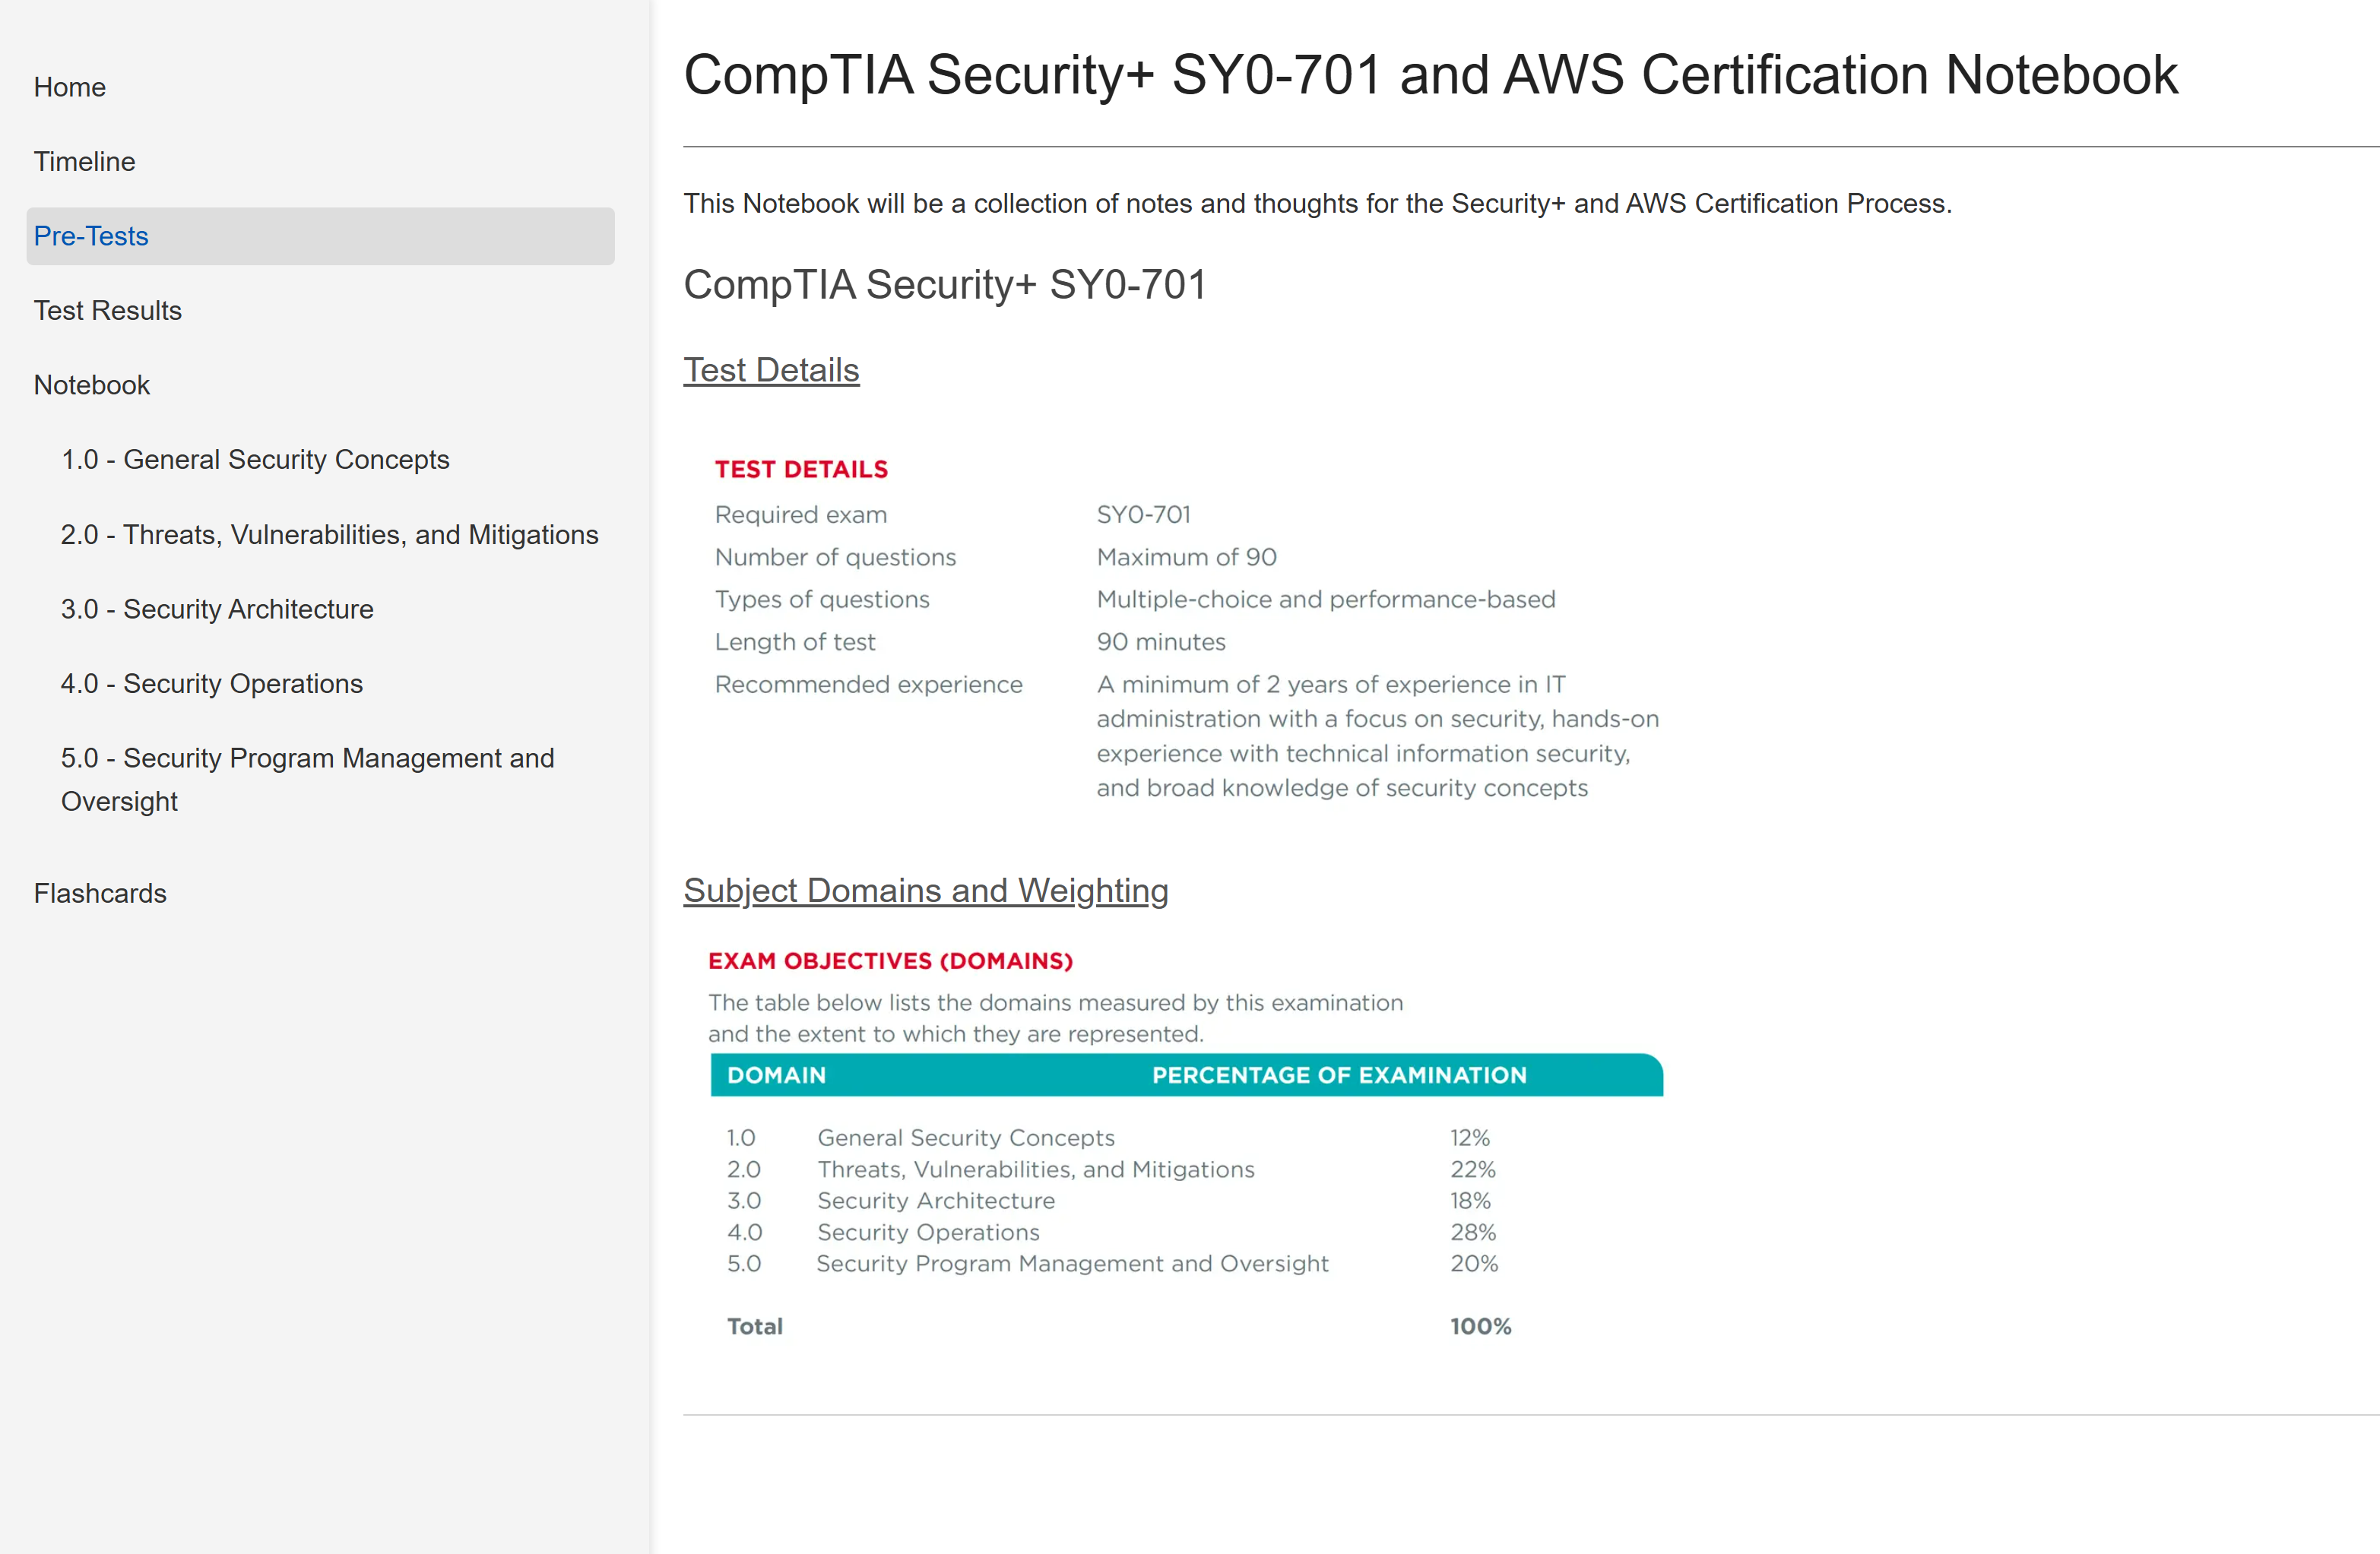 Home
Timeline
Pre-Tests
Test Results
Notebook
1.0 - General Security Concepts
2.0 - Threats, Vulnerabilities, and Mitigations
3.0 - Security Architecture
4.0 - Security Operations
5.0 - Security Program Management and
Oversight
Flashcards
CompTIA Security+ SY0-701 and AWS Certification Notebook
This Notebook will be a collection of notes and thoughts for the Security+ and AWS Certification Process.
CompTIA Security+ SY0-701
Test Details
TEST DETAILS
Required exam SY0-701
Number of questions Maximum of 90
Types of questions Multiple-choice and performance-based
Length of test 90 minutes
Recommended experience A minimum of 2 years of experience in IT
administration with a focus on security, hands-on
experience with technical information security,
and broad knowledge of security concepts
Subject Domains and Weighting
EXAM OBJECTIVES (DOMAINS)
The table below lists the domains measured by this examination
and the extent to which they are represented.
DOMAIN PERCENTAGE OF EXAMINATION
1.0 General Security Concepts 12%
2.0 Threats, Vulnerabilities, and Mitigations 22%
3.0 Security Architecture 18%
4.0 Security Operations 28%
5.0 Security Program Management and Oversight 20%
Total 100%